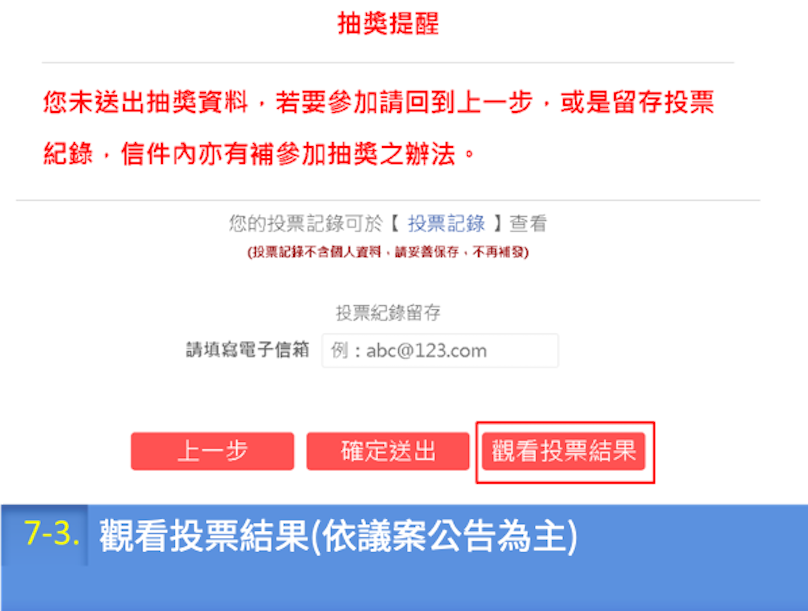 抽獎提醒
您未送出抽獎資料，若要參加請回到上一步，或是留存投票
紀錄，信件內亦有補參加抽獎之辦法。
您的投票記錄可於【 投票記錄 】查看
(投票記錄不含個人資料，請妥善保存，不再補發)
投票紀錄留存
請填寫電子信箱 例：abc@123.com
上一步 確定送出 觀看投票結果
7-3. 觀看投票結果(依議案公告為主)